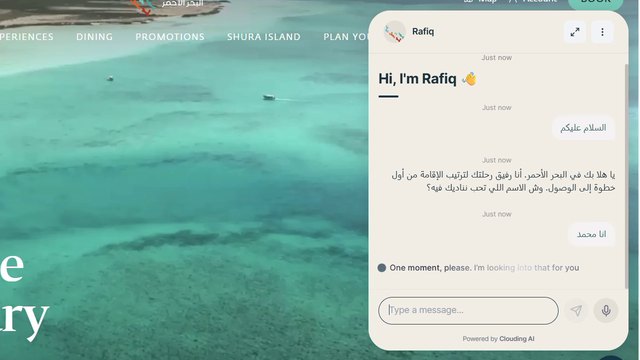 البحر الأحمر
Map
Account
BOOK
PERIENCES
DINING
PROMOTIONS
SHURA ISLAND
PLAN YOU
e
ary
Rafiq
Just now
Hi, I'm Rafiq 👋
Just now
السلام عليكم
Just now
يا هلا بك في البحر الأحمر. أنا رفيق رحلتك لترتيب الإقامة من أول
خطوة إلى الوصول. وش الاسم اللي تحب نناديك فيه؟
Just now
انا محمد
One moment, please. I'm looking into that for you
Type a message...
Powered by Clouding AI